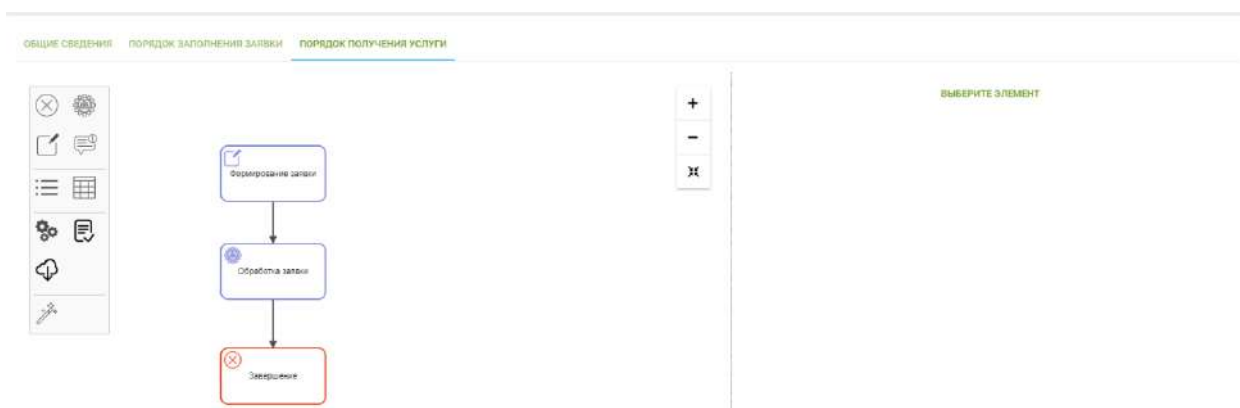 ОБЩИЕ СВЕДЕНИЯ ПОРЯДОК ЗАПОЛНЕНИЯ ЗАЯВКИ ПОРЯДОК ПОЛУЧЕНИЯ УСЛУГИ
ВЫБЕРИТЕ ЭЛЕМЕНТ
Формирование заявки
Обработка заявки
Завершение